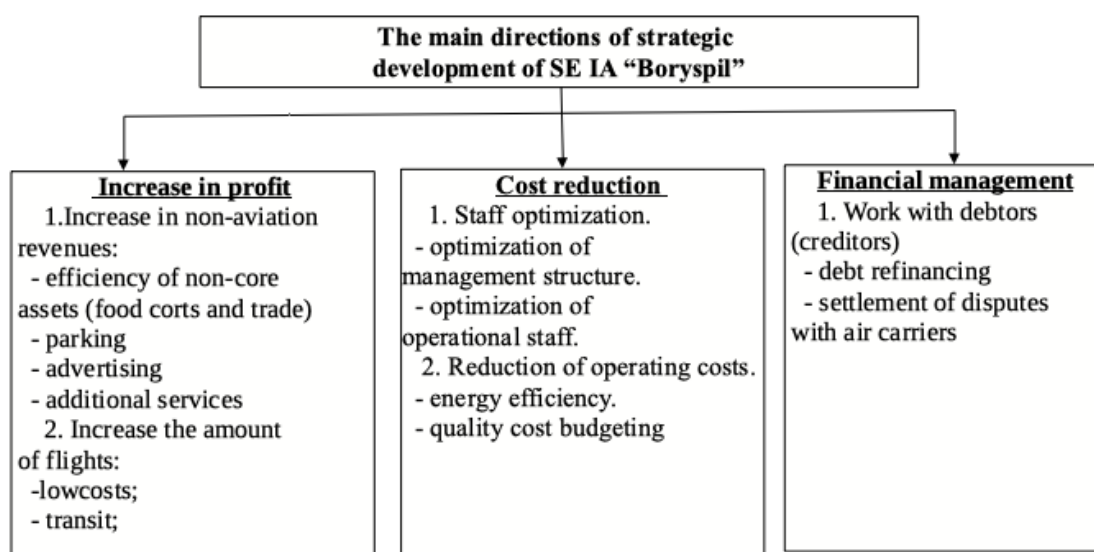 The main directions of strategic
development of SE IA “Boryspil”
Increase in profit
1.Increase in non-aviation
revenues:
- efficiency of non-core
assets (food corts and trade)
- parking
- advertising
- additional services
2. Increase the amount
of flights:
-lowcosts;
- transit;
Cost reduction
1. Staff optimization.
- optimization of
management structure.
- optimization of
operational staff.
2. Reduction of operating costs.
- energy efficiency.
- quality cost budgeting
Financial management
1. Work with debtors
(creditors)
- debt refinancing
- settlement of disputes
with air carriers